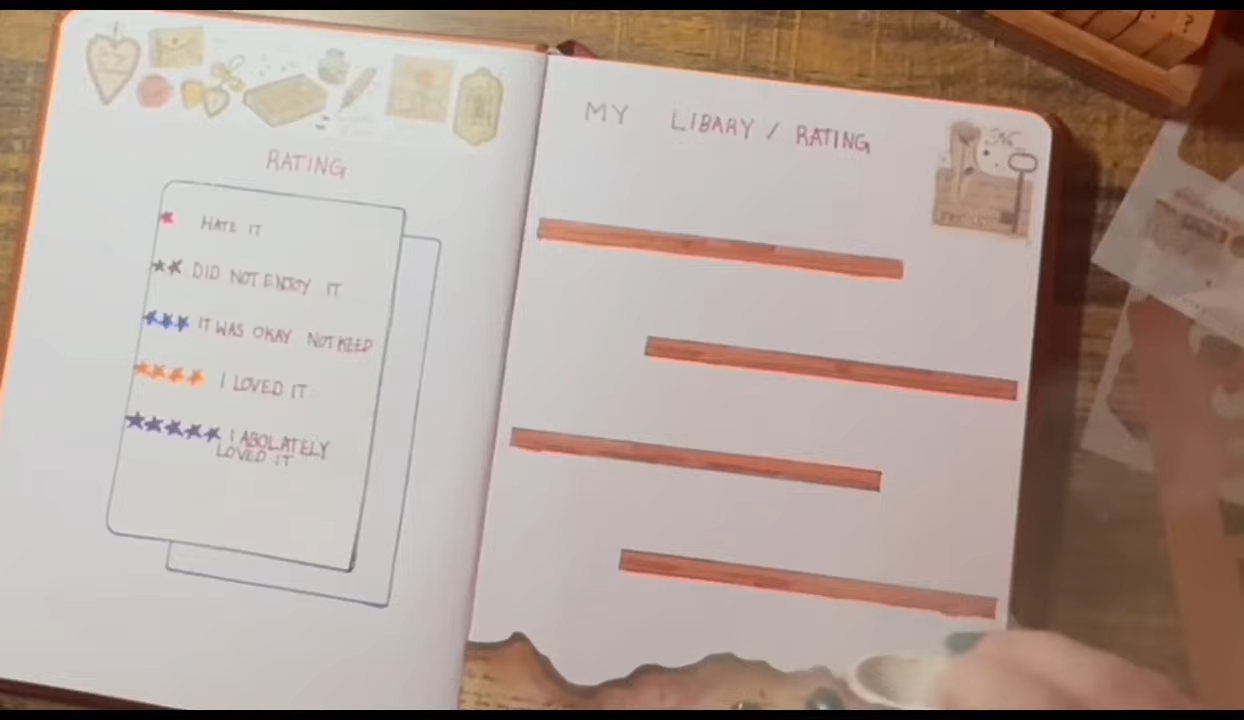 RATING
HATE IT
DID NOT ENJOY IT
IT WAS OKAY NOT KEEP
I LOVED IT
I ABOLATELY
LOVED IT
MY LIBARY / RATING
?